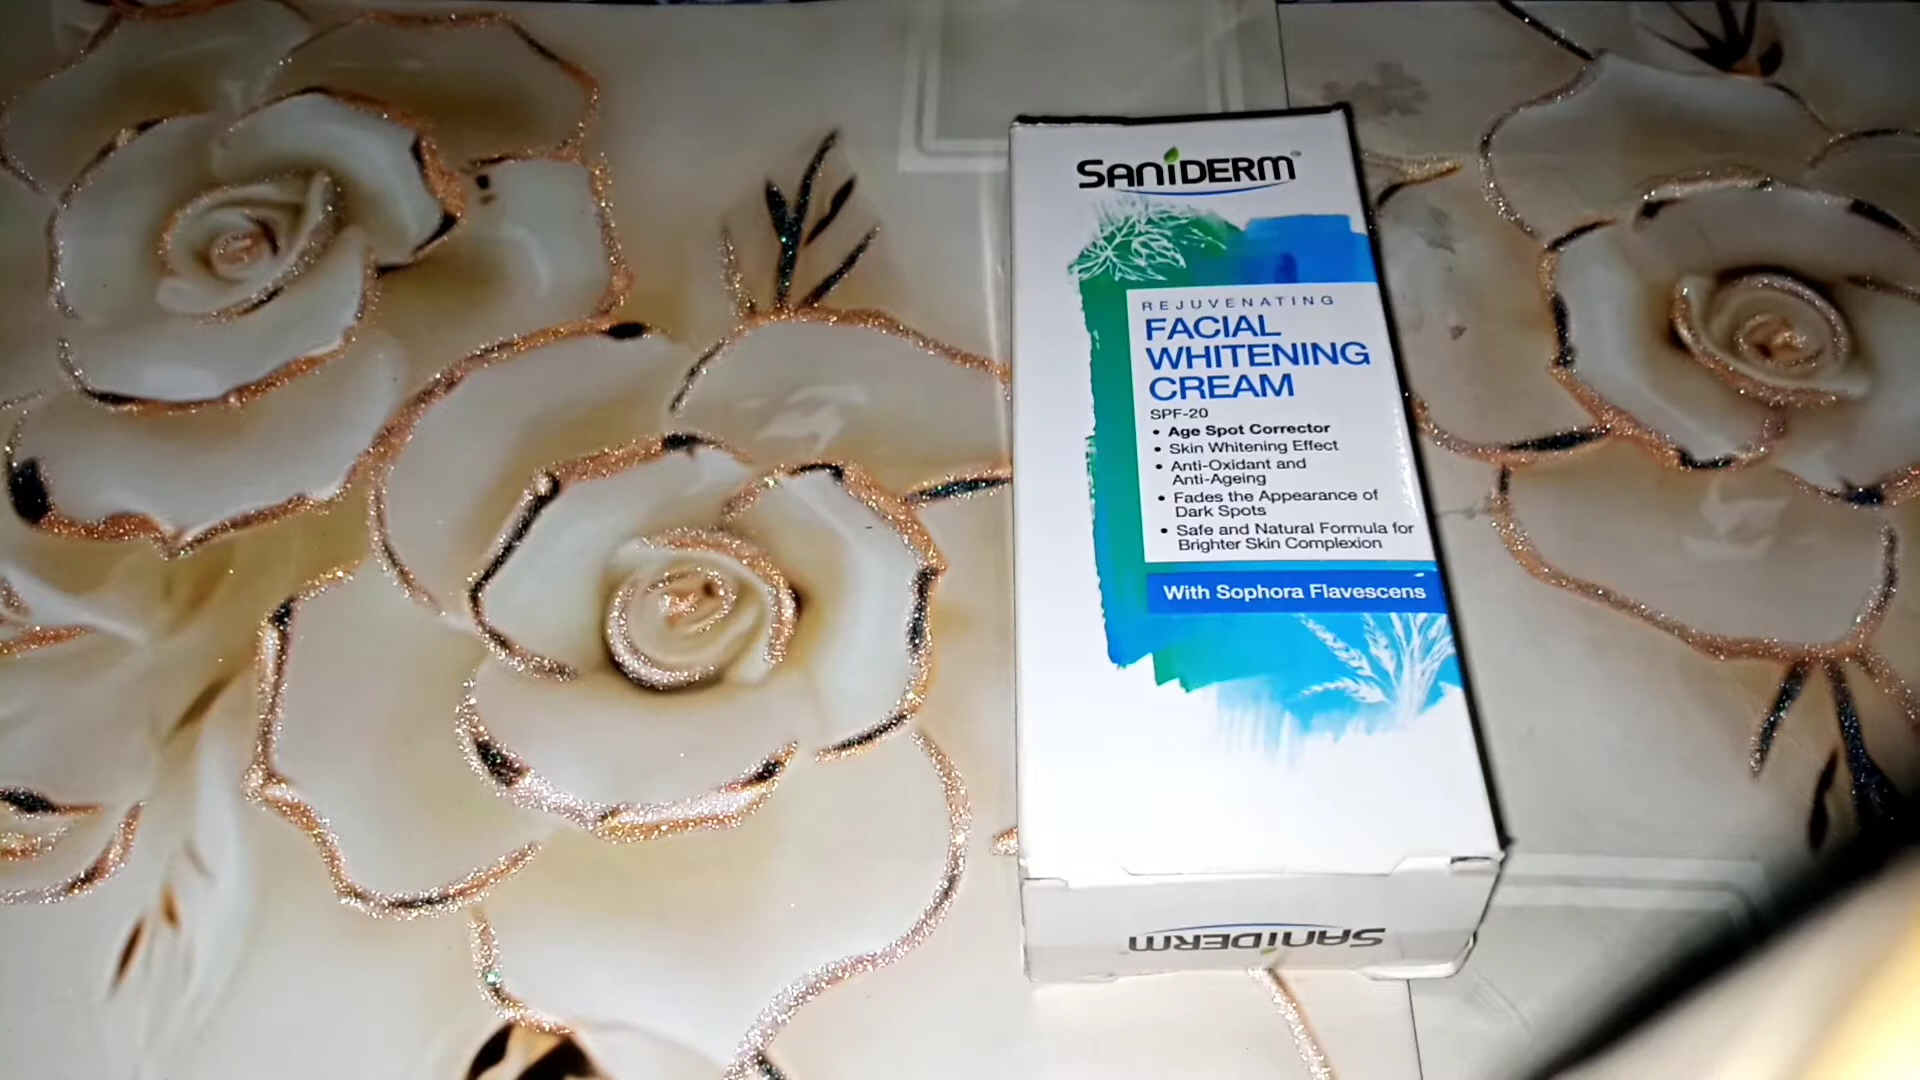 SANiDERM™
REJUVENATING
FACIAL
WHITENING
CREAM
SPF-20
• Age Spot Corrector
• Skin Whitening Effect
• Anti-Oxidant and
Anti-Ageing
• Fades the Appearance of
Dark Spots
• Safe and Natural Formula for
Brighter Skin Complexion
With Sophora Flavescens
SANiDERM